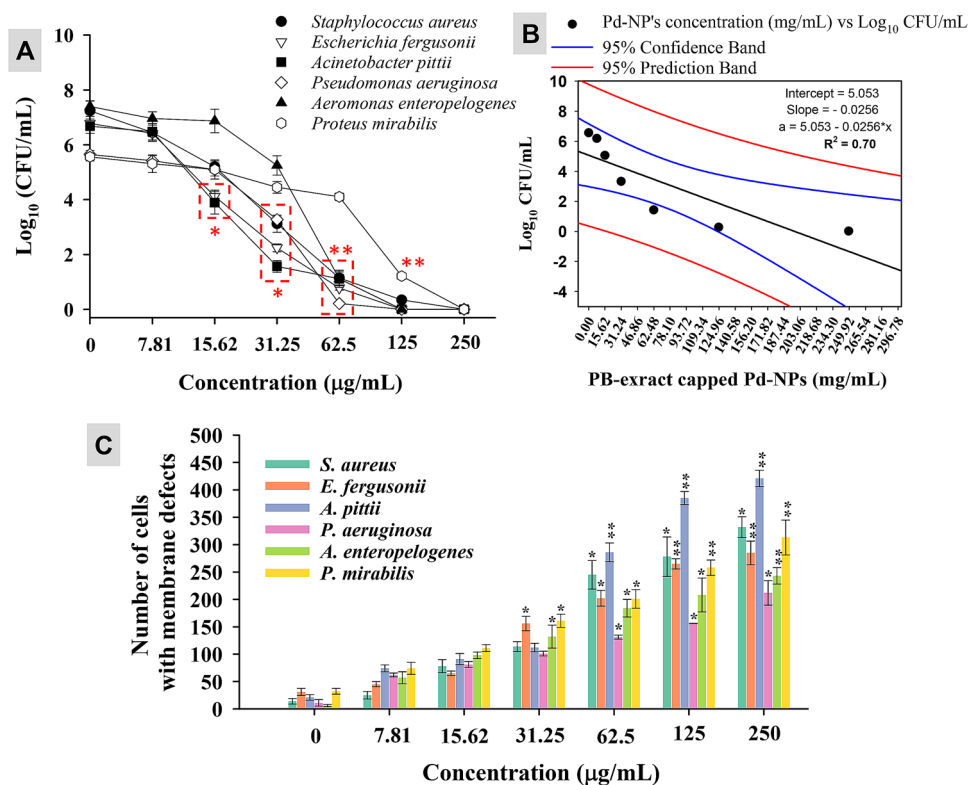 A
Staphylococcus aureus
Escherichia fergusonii
Acinetobacter pittii
Pseudomonas aeruginosa
Aeromonas enteropelogenes
Proteus mirabilis
Log10 (CFU/mL)
10
8
6
4
2
0
*
*
**
**
0 7.81 15.62 31.25 62.5 125 250
Concentration (μg/mL)
B
Pd-NP's concentration (mg/mL) vs Log10 CFU/mL
95% Confidence Band
95% Prediction Band
Intercept = 5.053
Slope = - 0.0256
a = 5.053 - 0.0256*x
R² = 0.70
Log10 CFU/mL
10
8
6
4
2
0
-2
-4
0.00 15.62 31.24 46.86 62.48 78.10 93.72 109.34 124.96 140.58 156.20 171.82 187.44 203.06 218.68 234.30 249.92 265.54 281.16 296.78
PB-exract capped Pd-NPs (mg/mL)
C
S. aureus
E. fergusonii
A. pittii
P. aeruginosa
A. enteropelogenes
P. mirabilis
Number of cells
with membrane defects
500
450
400
350
300
250
200
150
100
50
0
* * *
* * ** * * *
* ** ** * * **
* ** ** * ** **
0 7.81 15.62 31.25 62.5 125 250
Concentration (μg/mL)